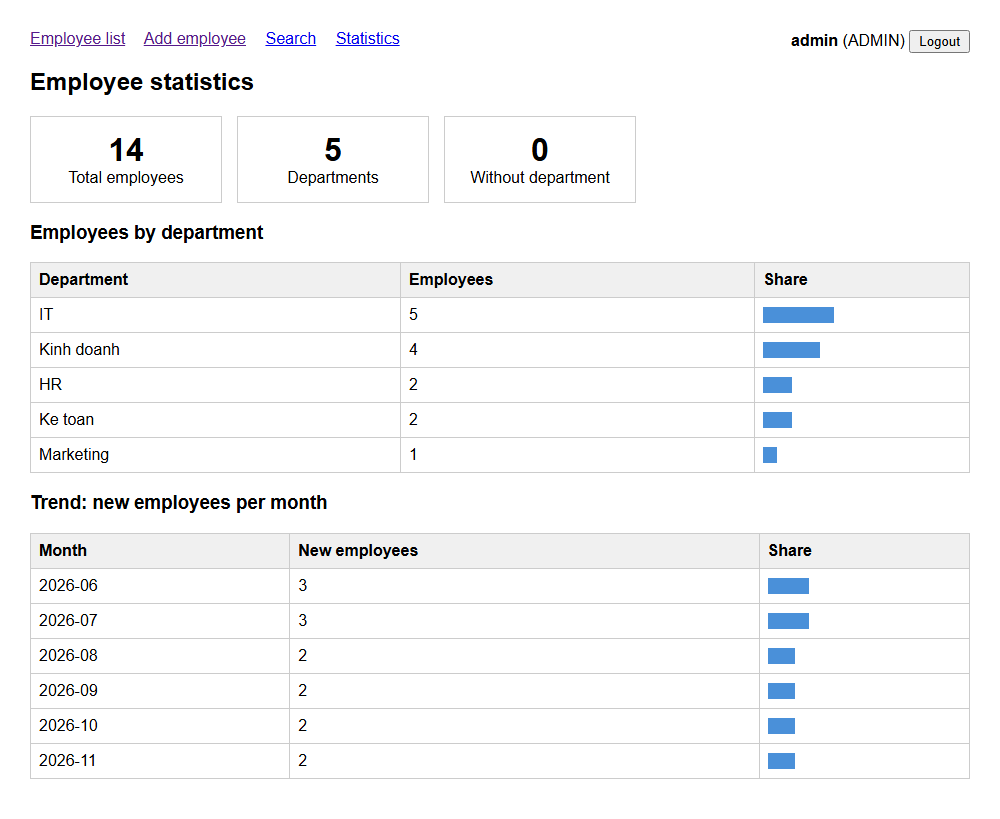 Employee list Add employee Search Statistics admin (ADMIN) Logout
Employee statistics
14 5 0
Total employees Departments Without department
Employees by department
Department Employees Share
IT 5
Kinh doanh 4
HR 2
Ke toan 2
Marketing 1
Trend: new employees per month
Month New employees Share
2026-06 3
2026-07 3
2026-08 2
2026-09 2
2026-10 2
2026-11 2